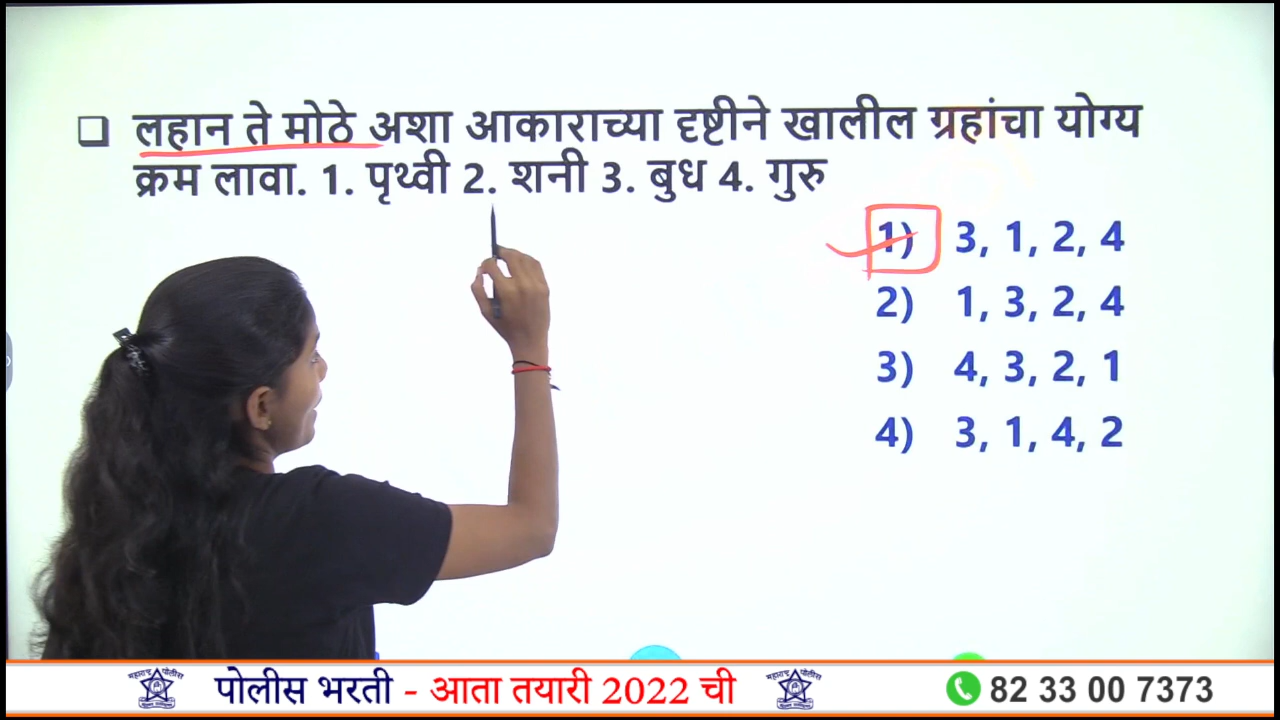 ❑ लहान ते मोठे अशा आकाराच्या दृष्टीने खालील ग्रहांचा योग्य
क्रम लावा. 1. पृथ्वी 2. शनी 3. बुध 4. गुरु
1) 3, 1, 2, 4
2) 1, 3, 2, 4
3) 4, 3, 2, 1
4) 3, 1, 4, 2
पोलीस भरती - आता तयारी 2022 ची
82 33 00 7373